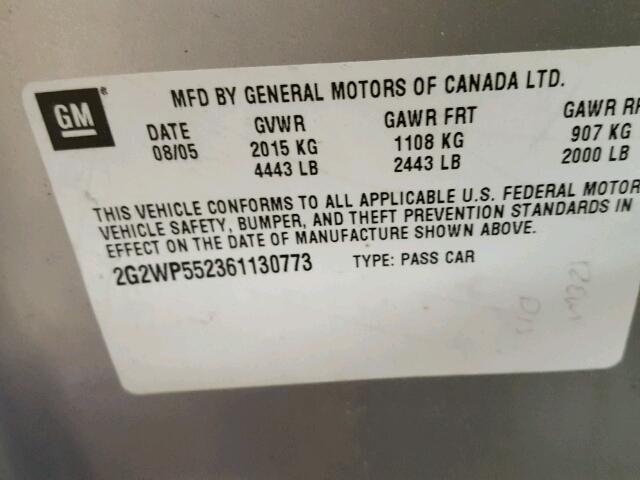 GM
MFD BY GENERAL MOTORS OF CANADA LTD.
DATE GVWR GAWR FRT GAWR RR
08/05 2015 KG 1108 KG 907 KG
4443 LB 2443 LB 2000 LB
THIS VEHICLE CONFORMS TO ALL APPLICABLE U.S. FEDERAL MOTOR
VEHICLE SAFETY, BUMPER, AND THEFT PREVENTION STANDARDS IN
EFFECT ON THE DATE OF MANUFACTURE SHOWN ABOVE.
2G2WP552361130773 TYPE: PASS CAR